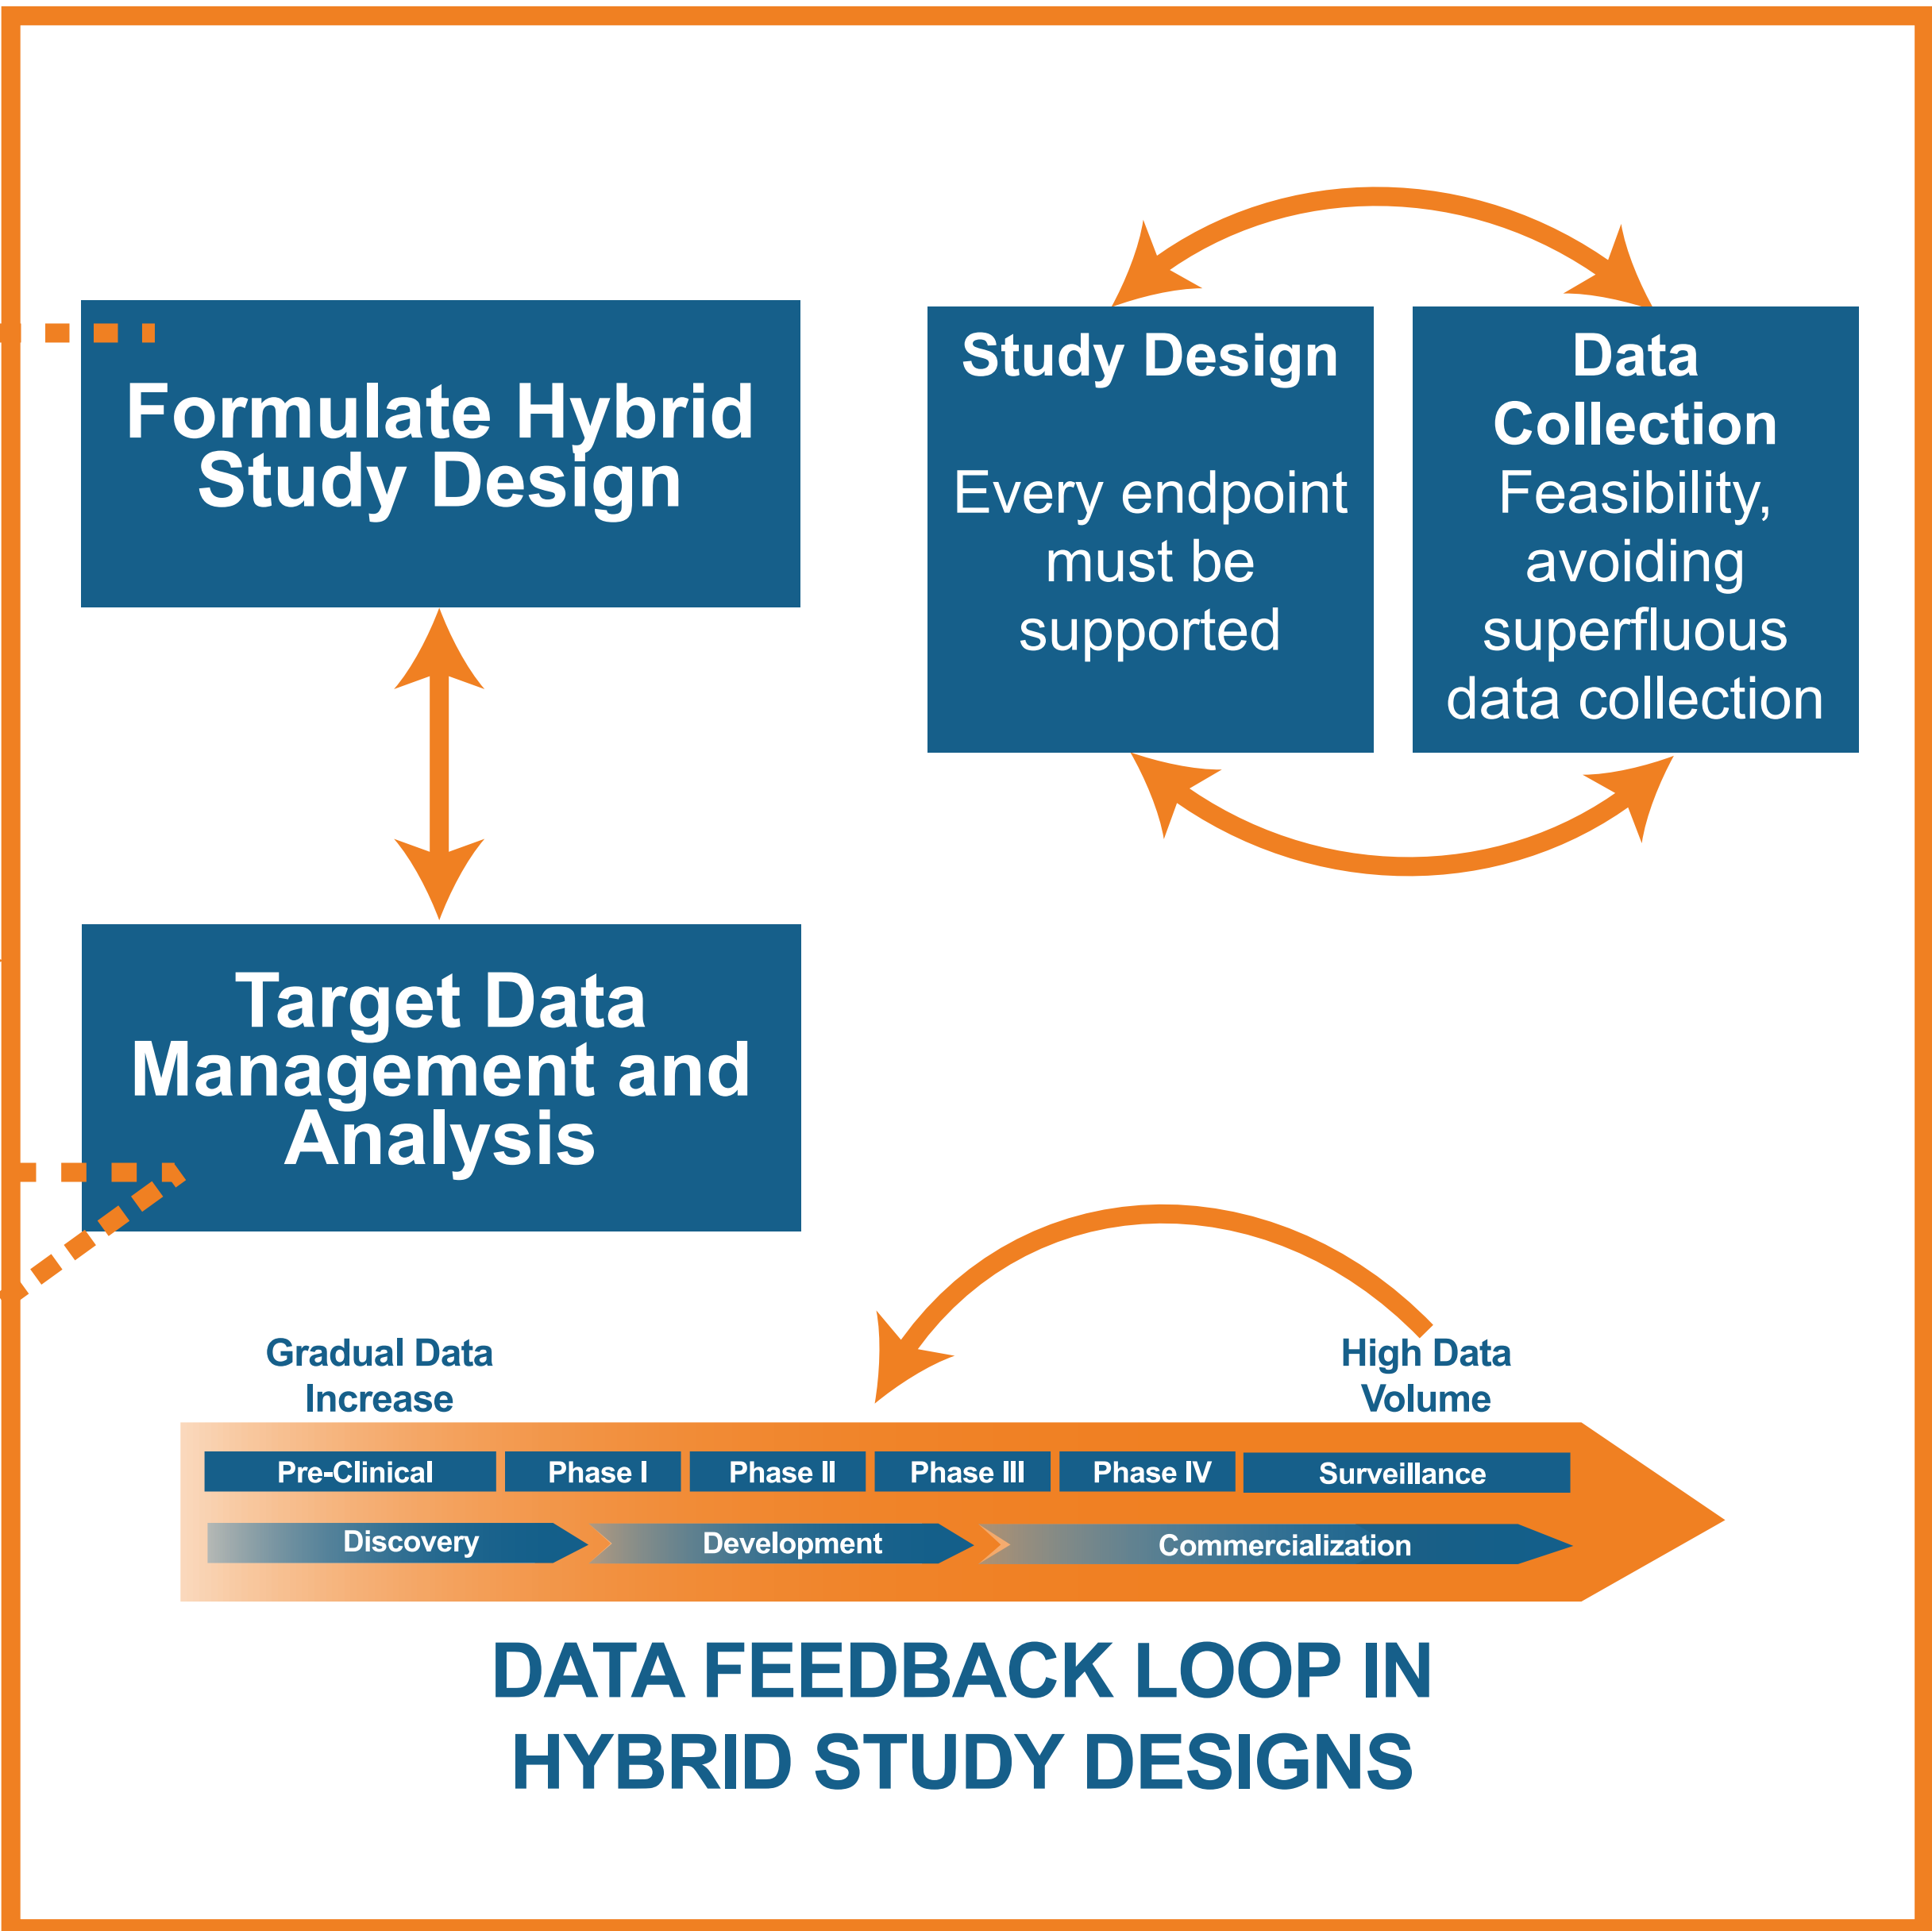 Formulate Hybrid
Study Design
Study Design
Every endpoint
must be
supported
Data
Collection
Feasibility,
avoiding
superfluous
data collection
Target Data
Management and
Analysis
Gradual Data
Increase
High Data
Volume
Pre-Clinical
Phase I
Phase II
Phase III
Phase IV
Surveillance
Discovery
Development
Commercialization
DATA FEEDBACK LOOP IN
HYBRID STUDY DESIGNS